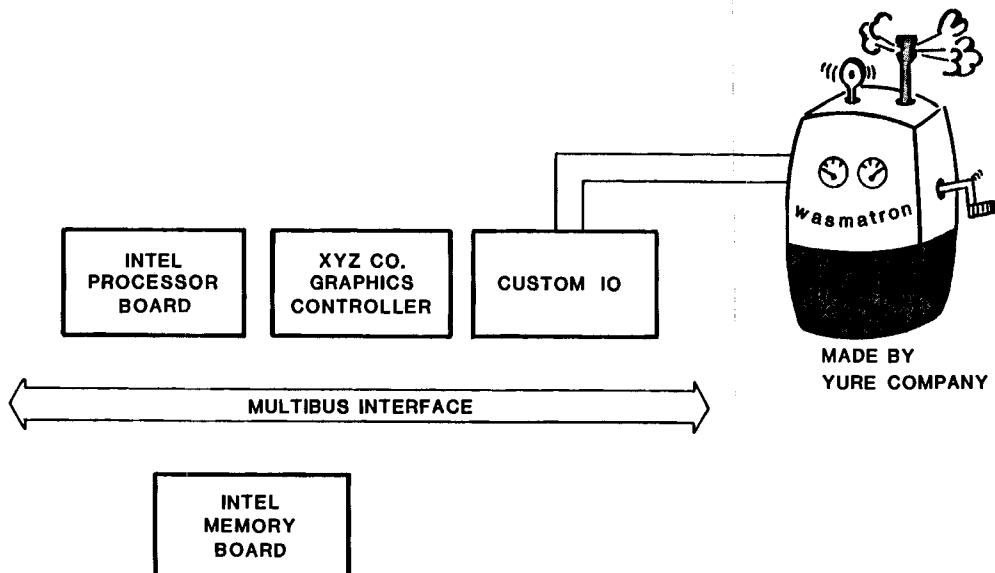 wasmatron
INTEL
PROCESSOR
BOARD
XYZ CO.
GRAPHICS
CONTROLLER
CUSTOM IO
MADE BY
YURE COMPANY
MULTIBUS INTERFACE
INTEL
MEMORY
BOARD